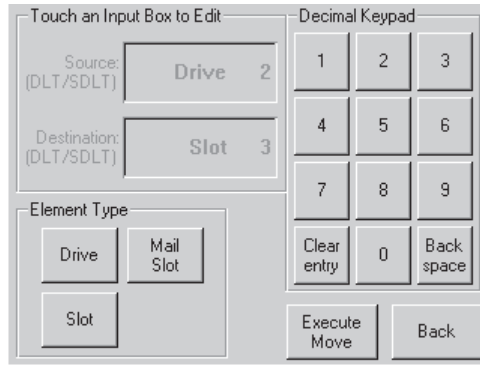 Touch an Input Box to Edit
Source:
(DLT/SDLT)
Drive 2
Destination:
(DLT/SDLT)
Slot 3
Element Type
Drive
Mail
Slot
Slot
Decimal Keypad
1 2 3
4 5 6
7 8 9
Clear
entry
0
Back
space
Execute
Move
Back